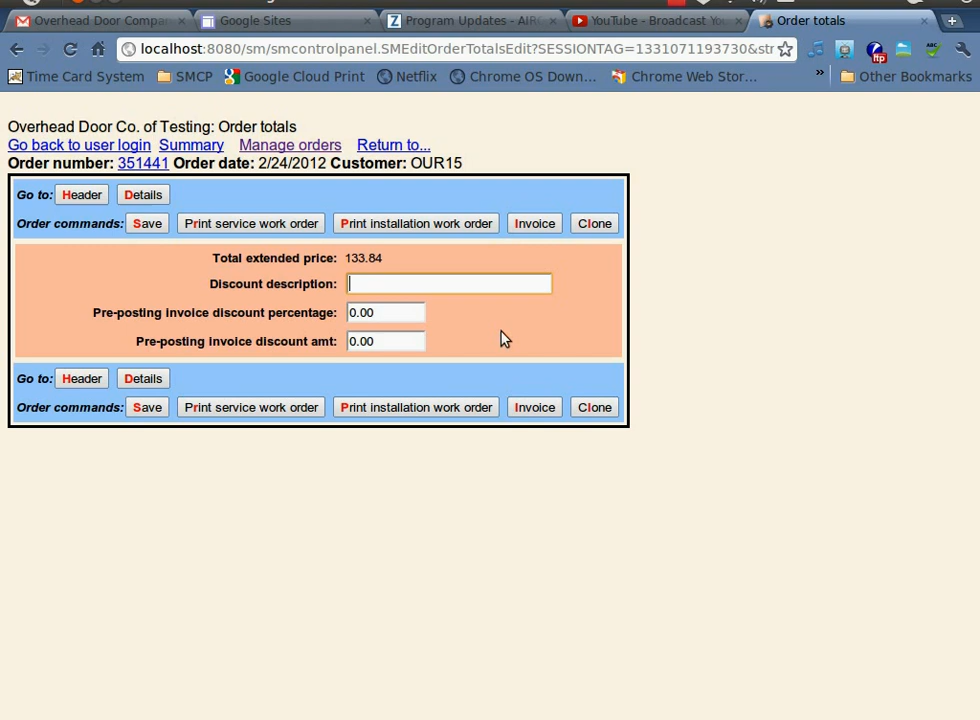 Overhead Door Compan
Google Sites
Program Updates - AIRO
YouTube - Broadcast You
Order totals
localhost:8080/sm/smcontrolpanel.SMEditOrderTotalsEdit?SESSIONTAG=1331071193730&str
Time Card System SMCP Google Cloud Print Netflix Chrome OS Down... Chrome Web Stor... » Other Bookmarks
Overhead Door Co. of Testing: Order totals
Go back to user login Summary Manage orders Return to...
Order number: 351441 Order date: 2/24/2012 Customer: OUR15
Go to: Header Details
Order commands: Save Print service work order Print installation work order Invoice Clone
Total extended price: 133.84
Discount description:
Pre-posting invoice discount percentage: 0.00
Pre-posting invoice discount amt: 0.00
Go to: Header Details
Order commands: Save Print service work order Print installation work order Invoice Clone